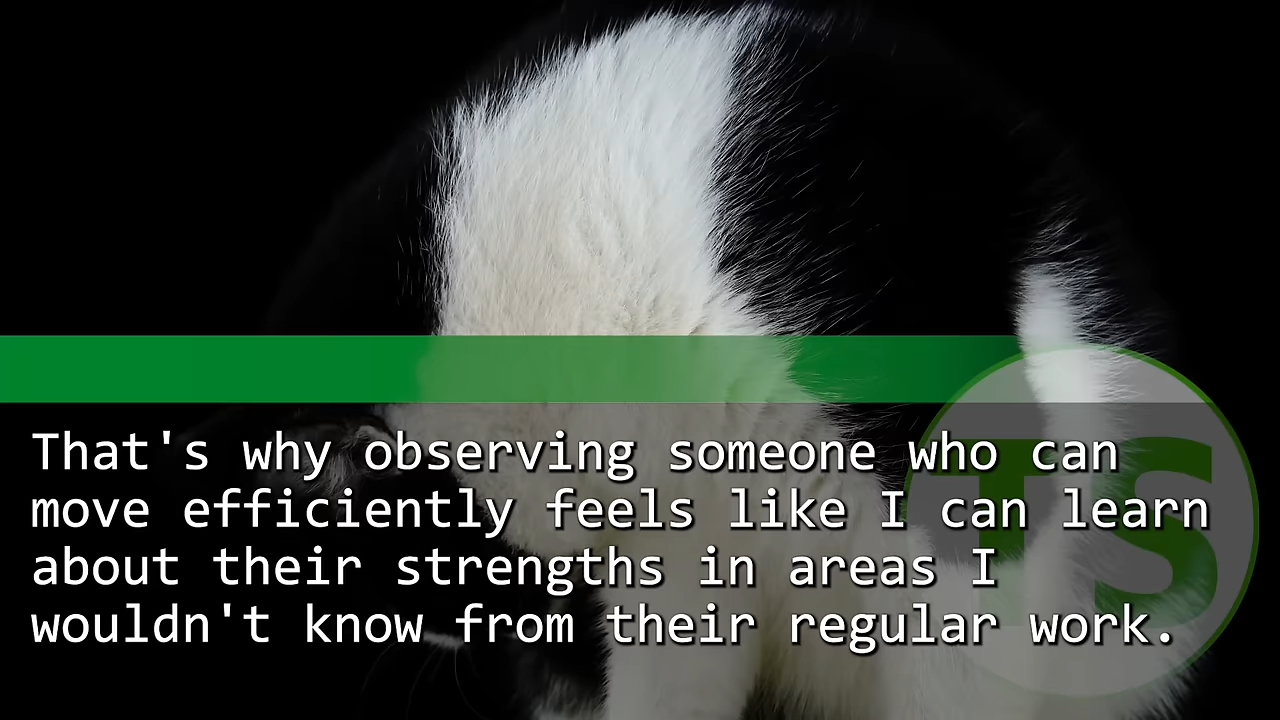 That's why observing someone who can
move efficiently feels like I can learn
about their strengths in areas I
wouldn't know from their regular work.
TS